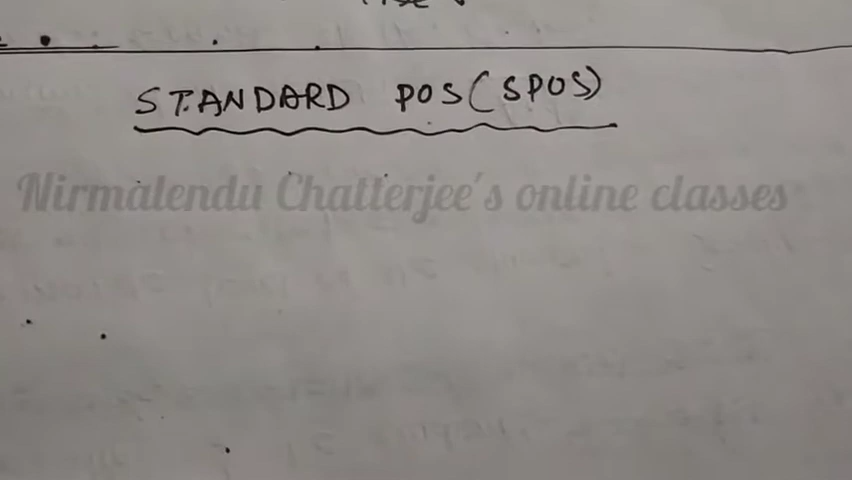 STANDARD POS (SPOS)
Nirmalendu Chatterjee's online classes